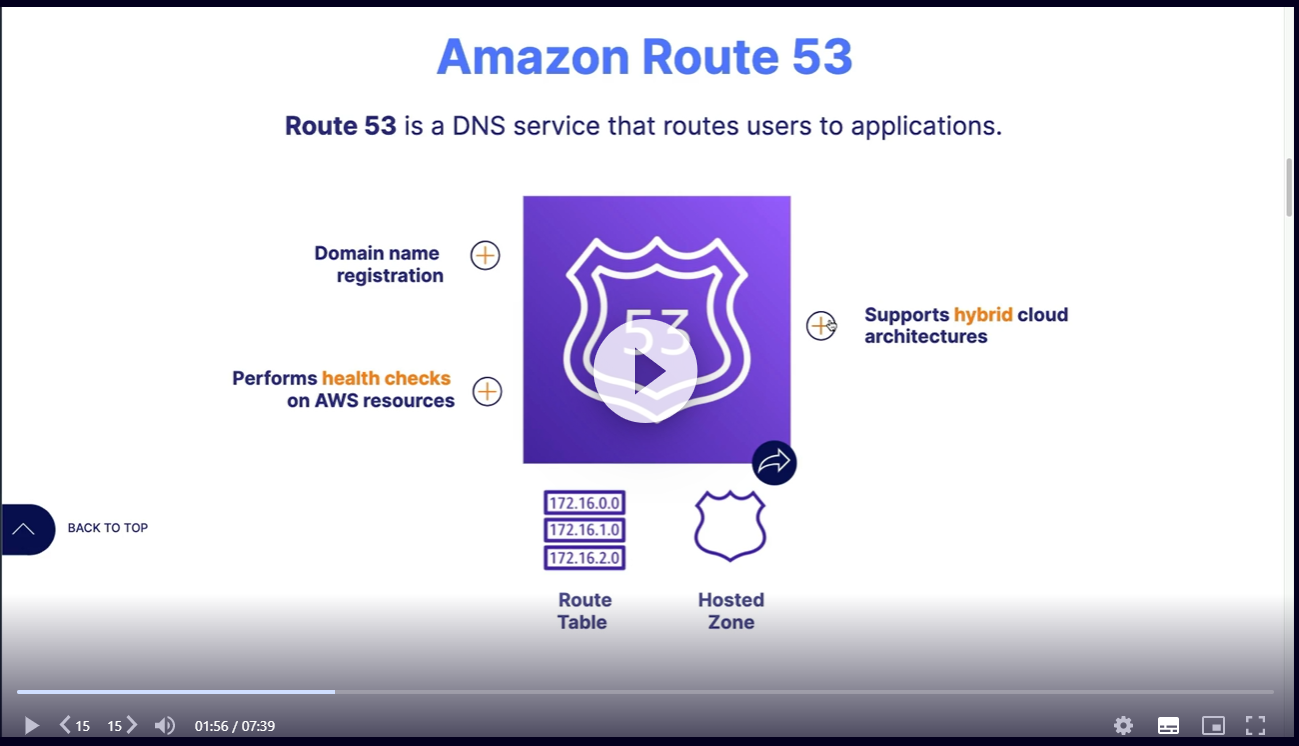 Amazon Route 53
Route 53 is a DNS service that routes users to applications.
Domain name
registration
53
Supports hybrid cloud
architectures
Performs health checks
on AWS resources
172.16.0.0
172.16.1.0
172.16.2.0
BACK TO TOP
Route
Table
Hosted
Zone
15
15
01:56 / 07:39